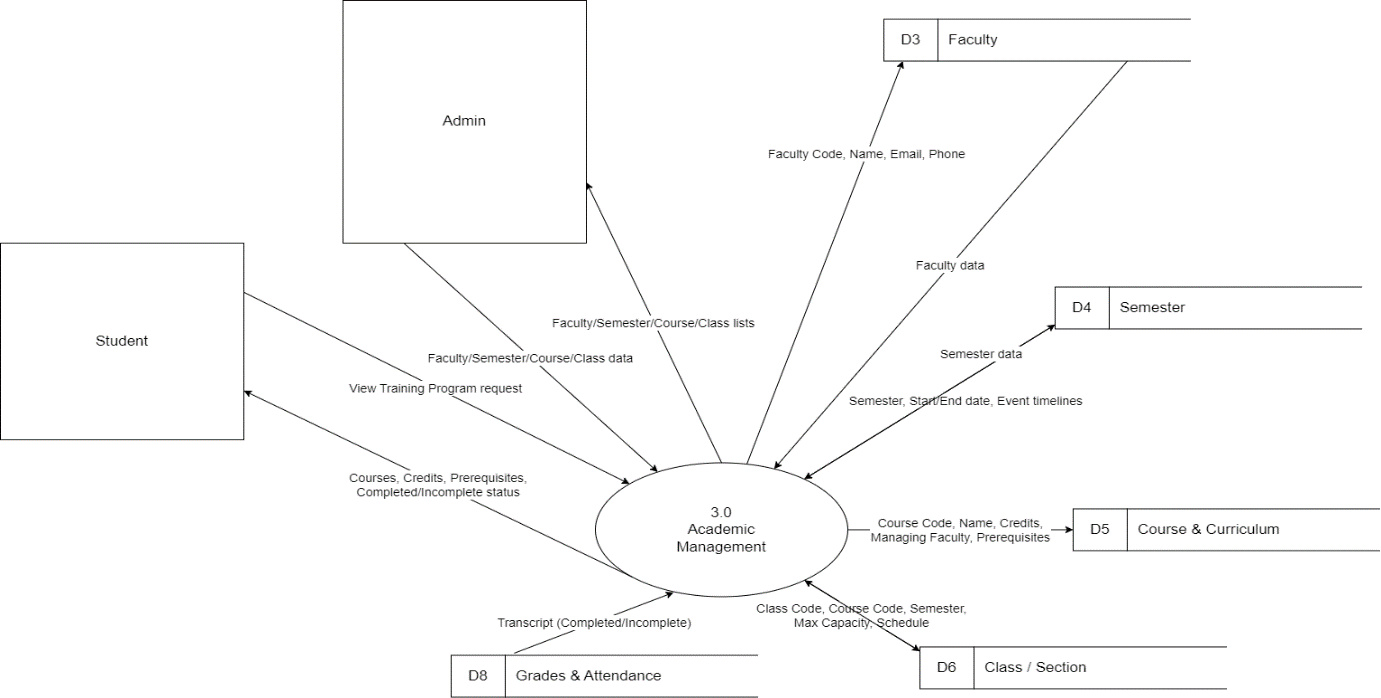 D3 Faculty
Admin
Faculty Code, Name, Email, Phone
Faculty data
D4 Semester
Faculty/Semester/Course/Class lists
Student
Semester data
Faculty/Semester/Course/Class data
View Training Program request
Semester, Start/End date, Event timelines
Courses, Credits, Prerequisites,
Completed/Incomplete status
3.0
Academic
Management
Course Code, Name, Credits,
Managing Faculty, Prerequisites
D5 Course & Curriculum
Class Code, Course Code, Semester,
Max Capacity, Schedule
Transcript (Completed/Incomplete)
D6 Class / Section
D8 Grades & Attendance